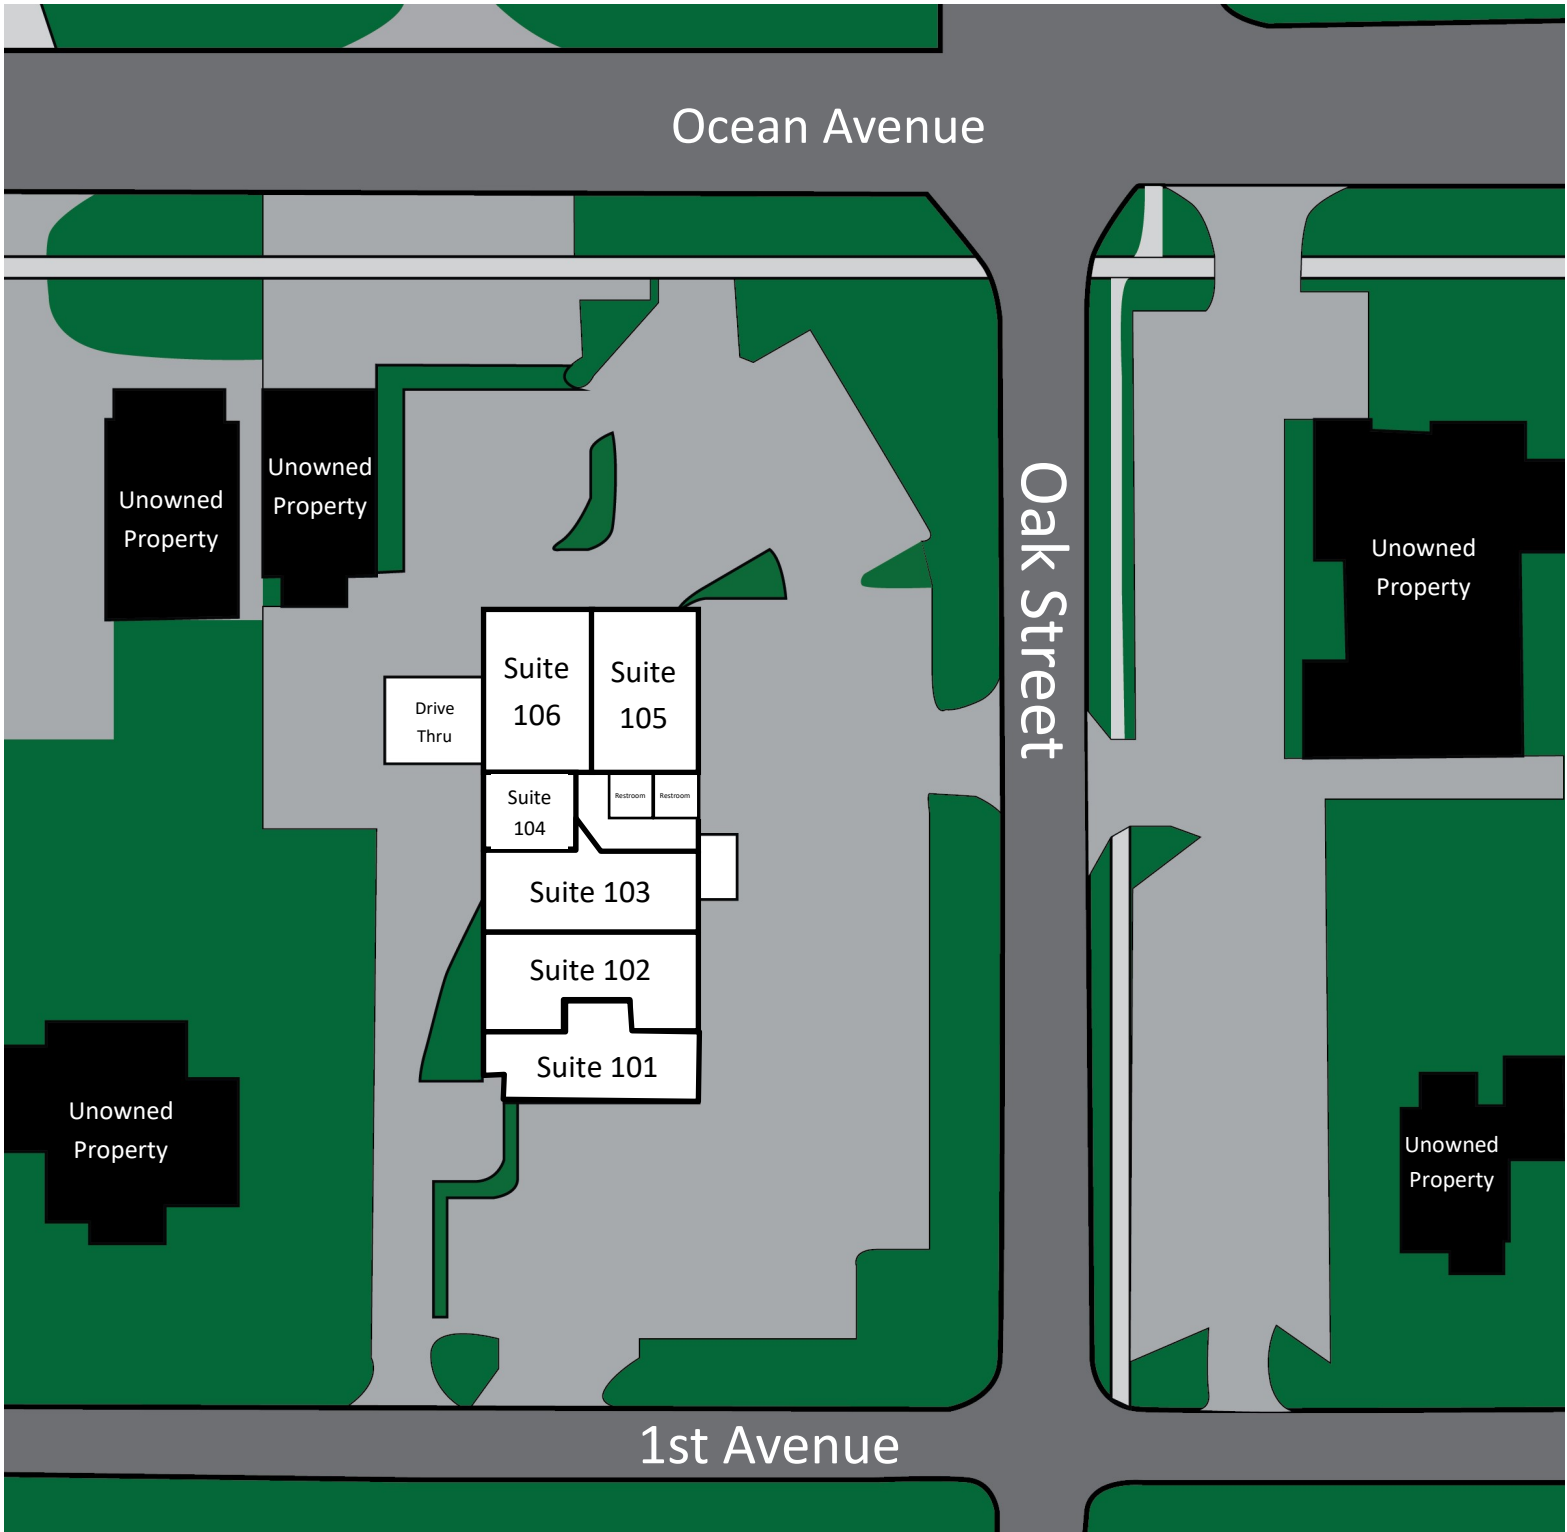 Ocean Avenue
Oak Street
Unowned
Property
Unowned
Property
Unowned
Property
Suite
106
Suite
105
Drive
Thru
Suite
104
Restroom
Restroom
Suite 103
Suite 102
Suite 101
Unowned
Property
Unowned
Property
1st Avenue